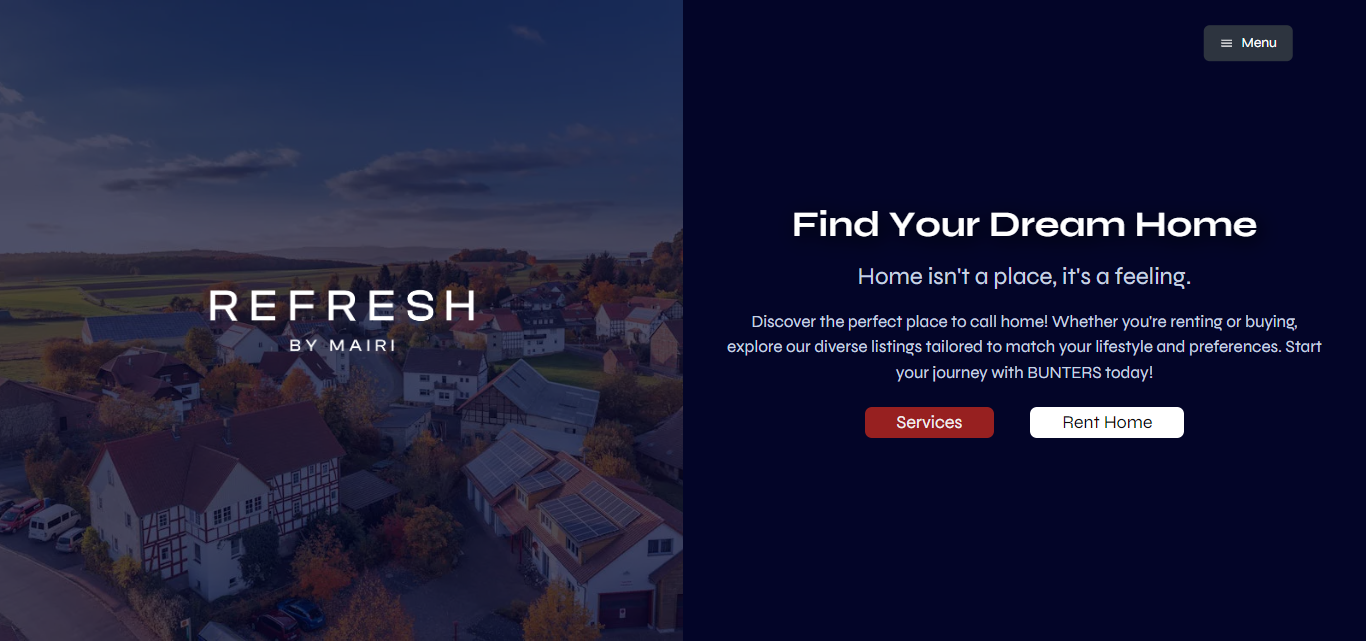 REFRESH
BY MAIRI
Menu
Find Your Dream Home
Home isn't a place, it's a feeling.
Discover the perfect place to call home! Whether you're renting or buying,
explore our diverse listings tailored to match your lifestyle and preferences. Start
your journey with BUNTERS today!
Services
Rent Home